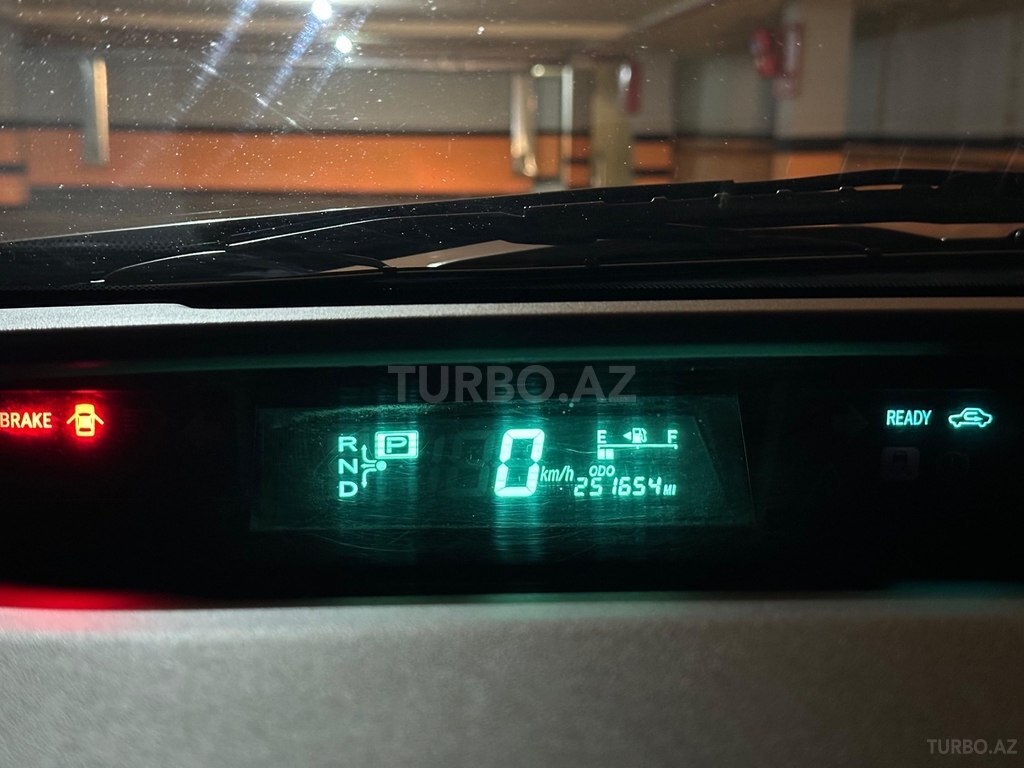 TURBO.AZ
BRAKE
READY
R P
N
D
0 km/h
E F
ODO
251654 MI
TURBO.AZ